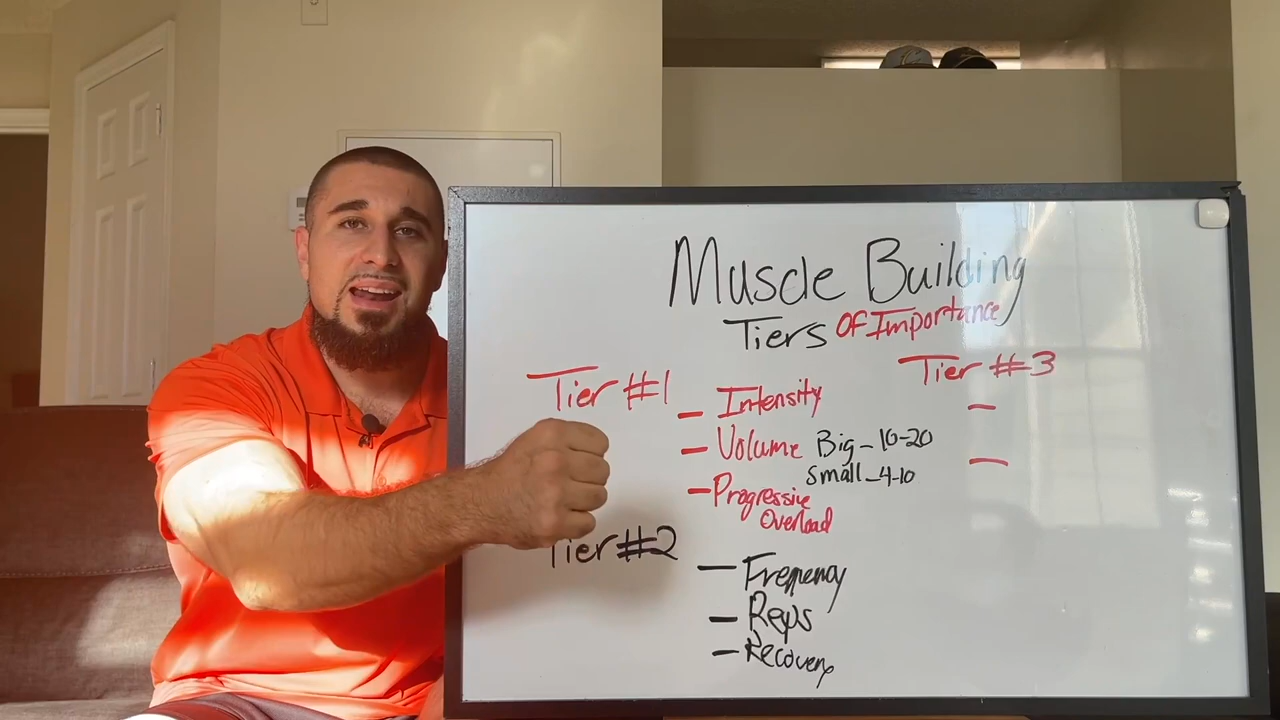 Muscle Building
Tiers Of Importance
Tier #1
- Intensity
- Volume Big - 10-20
Small - 4-10
- Progressive
Overload
Tier #2
- Frequency
- Reps
- Recovery
Tier #3
-
-